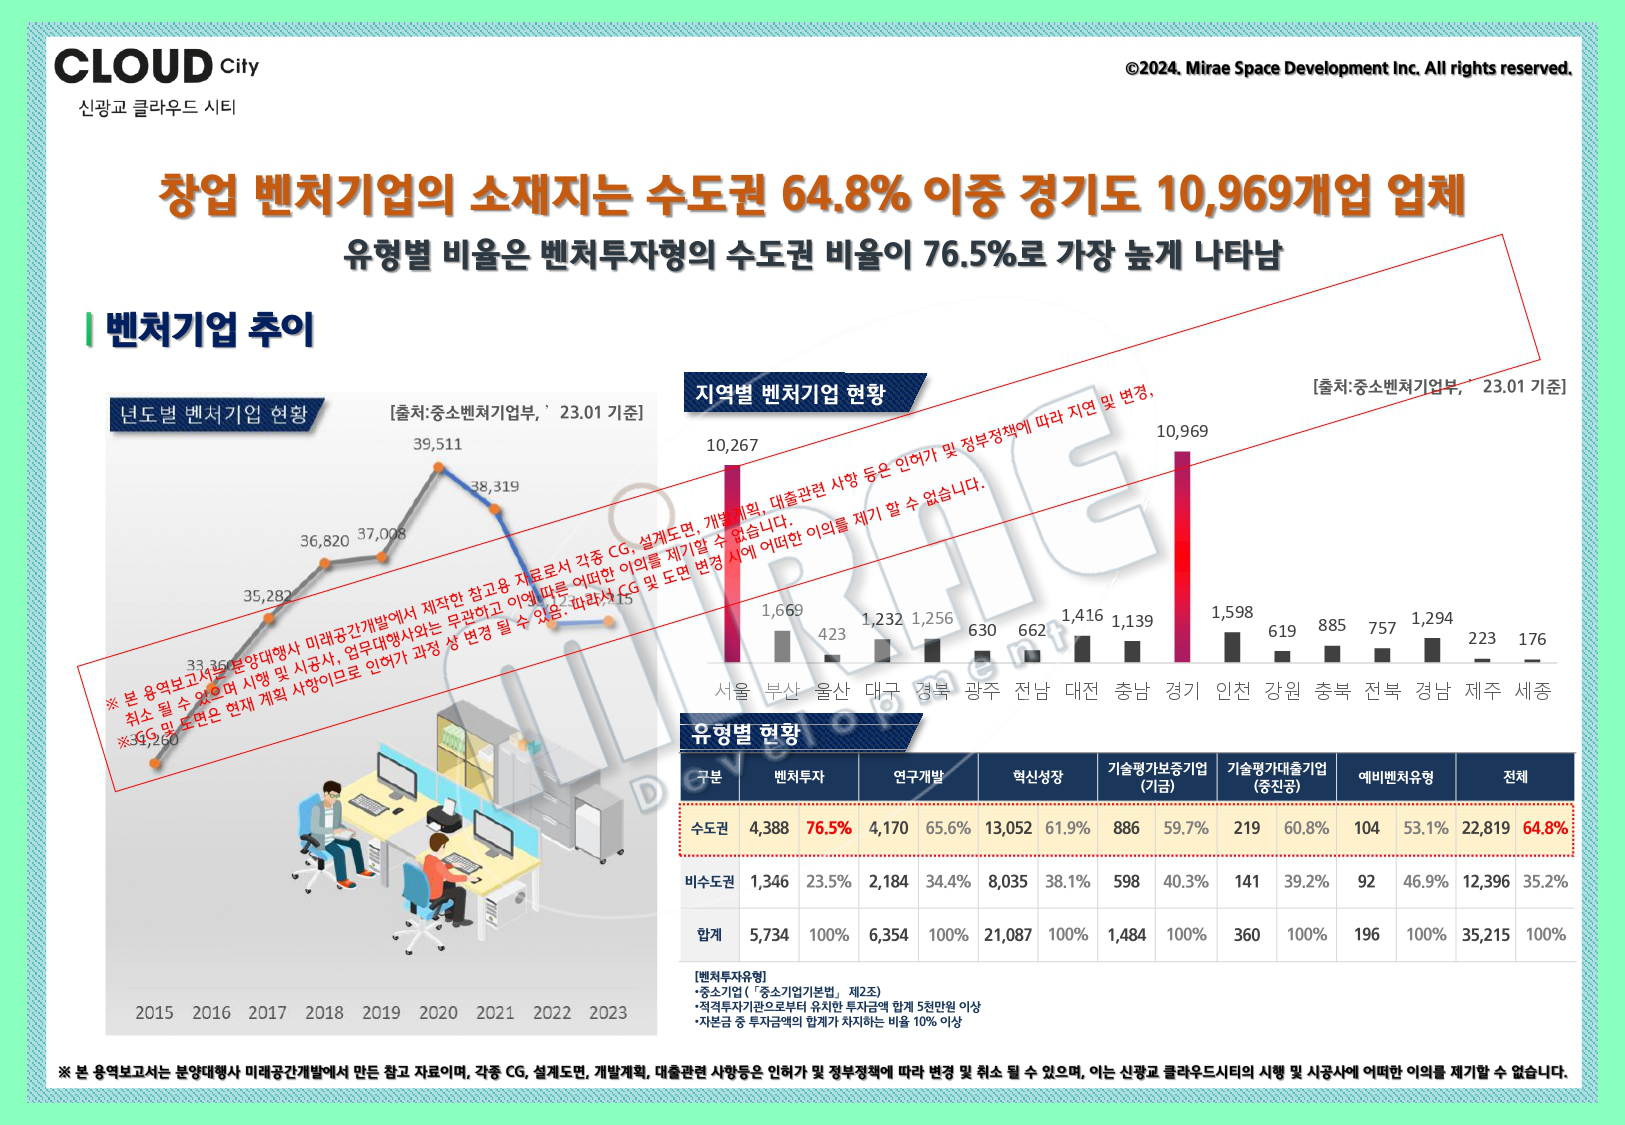 CLOUD City
신광교 클라우드 시티
©2024. Mirae Space Development Inc. All rights reserved.
창업 벤처기업의 소재지는 수도권 64.8% 이중 경기도 10,969개업 업체
유형별 비율은 벤처투자형의 수도권 비율이 76.5%로 가장 높게 나타남
벤처기업 추이
년도별 벤처기업 현황
[출처:중소벤쳐기업부, ’ 23.01 기준]
39,511
38,319
36,820 37,008
35,282
33,360
31,260
35,215
2015 2016 2017 2018 2019 2020 2021 2022 2023
지역별 벤처기업 현황
[출처:중소벤쳐기업부, ’ 23.01 기준]
10,267 1,669 423 1,232 1,256 630 662 1,416 1,139 10,969 1,598 619 885 757 1,294 223 176
서울 부산 울산 대구 경북 광주 전남 대전 충남 경기 인천 강원 충북 전북 경남 제주 세종
※ 본 용역보고서는 분양대행사 미래공간개발에서 제작한 참고용 자료로서 각종 CG, 설계도면, 개발계획, 대출관련 사항 등은 인허가 및 정부정책에 따라 지연 및 변경,
취소 될 수 있으며 시행 및 시공사, 업무대행사와는 무관하고 이에 따른 어떠한 이의를 제기할 수 없습니다.
※ CG 및 도면은 현재 계획 사항이므로 인허가 과정 상 변경 될 수 있음. 따라서 CG 및 도면 변경 시에 어떠한 이의를 제기 할 수 없습니다.
MIRAE
Development
유형별 현황
구분 벤처투자 연구개발 혁신성장 기술평가보증기업 (기금) 기술평가대출기업 (중진공) 예비벤처유형 전체
수도권 4,388 76.5% 4,170 65.6% 13,052 61.9% 886 59.7% 219 60.8% 104 53.1% 22,819 64.8%
비수도권 1,346 23.5% 2,184 34.4% 8,035 38.1% 598 40.3% 141 39.2% 92 46.9% 12,396 35.2%
합계 5,734 100% 6,354 100% 21,087 100% 1,484 100% 360 100% 196 100% 35,215 100%
[벤처투자유형]
•중소기업 (「중소기업기본법」 제2조)
•적격투자기관으로부터 유치한 투자금액 합계 5천만원 이상
•자본금 중 투자금액의 합계가 차지하는 비율 10% 이상
※ 본 용역보고서는 분양대행사 미래공간개발에서 만든 참고 자료이며, 각종 CG, 설계도면, 개발계획, 대출관련 사항등은 인허가 및 정부정책에 따라 변경 및 취소 될 수 있으며, 이는 신광교 클라우드시티의 시행 및 시공사에 어떠한 이의를 제기할 수 없습니다.